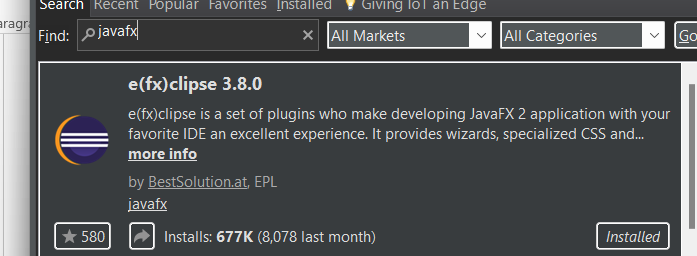 Search Recent Popular Favorites Installed Giving IoT an Edge
aragra
Find: javafx × All Markets All Categories Go
e(fx)clipse 3.8.0
e(fx)clipse is a set of plugins who make developing JavaFX 2 application with your
favorite IDE an excellent experience. It provides wizards, specialized CSS and...
more info
by BestSolution.at, EPL
javafx
580 Installs: 677K (8,078 last month) Installed